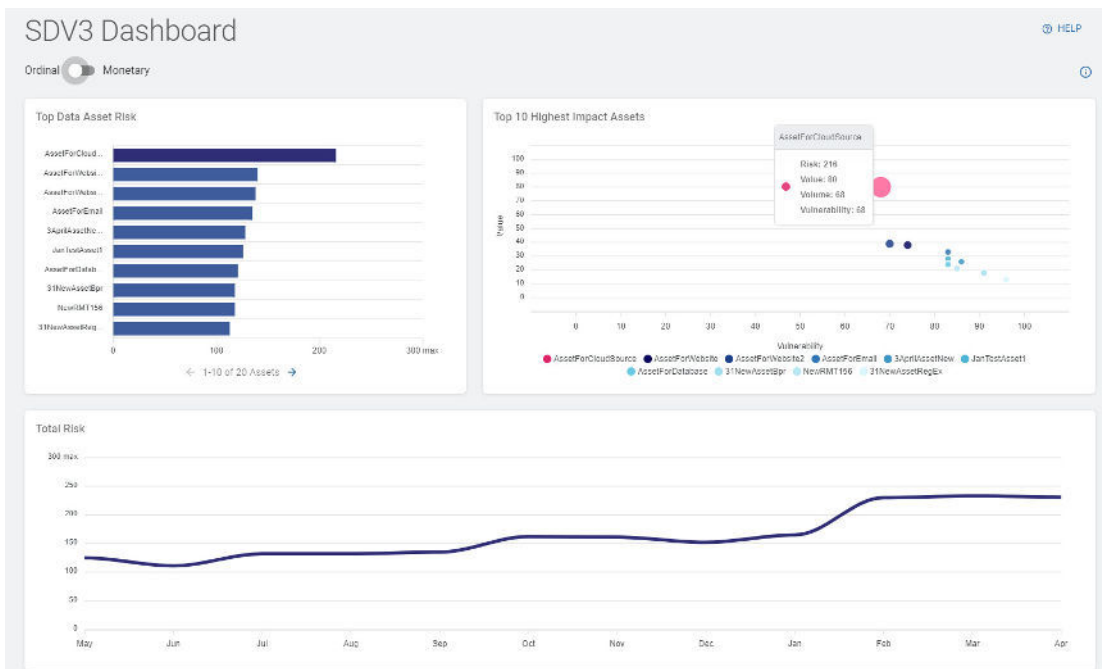 SDV3 Dashboard
HELP
Ordinal Monetary
Top Data Asset Risk
AssetForCloud...
AssetForWebsi...
AssetForWebsi...
AssetForEmail
3AprilAssetNe...
JanTestAsset1
AssetForDatab...
31NewAssetBpr
NewRMT156
31NewAssetReg...
0 100 200 300 max
1-10 of 20 Assets
Top 10 Highest Impact Assets
AssetForCloudSource
Risk: 216
Value: 80
Volume: 68
Vulnerability: 68
Value
100
90
80
70
60
50
40
30
20
10
0
0 10 20 30 40 50 60 70 80 90 100
Vulnerability
AssetForCloudSource AssetForWebsite AssetForWebsite2 AssetForEmail 3AprilAssetNew JanTestAsset1
AssetForDatabase 31NewAssetBpr NewRMT156 31NewAssetRegEx
Total Risk
300 max
250
200
150
100
50
0
May Jun Jul Aug Sep Oct Nov Dec Jan Feb Mar Apr